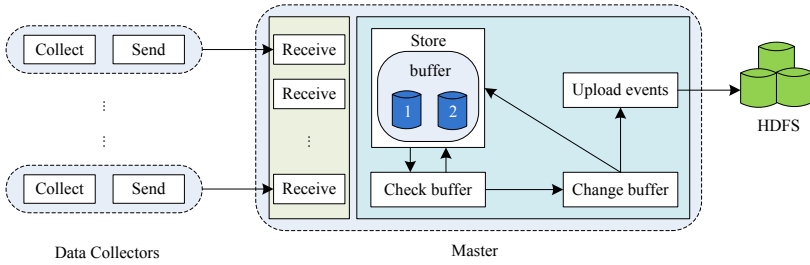 Collect Send
Receive
Store
buffer
1 2
Receive
Upload events
HDFS
Collect Send
Receive
Check buffer
Change buffer
Data Collectors
Master